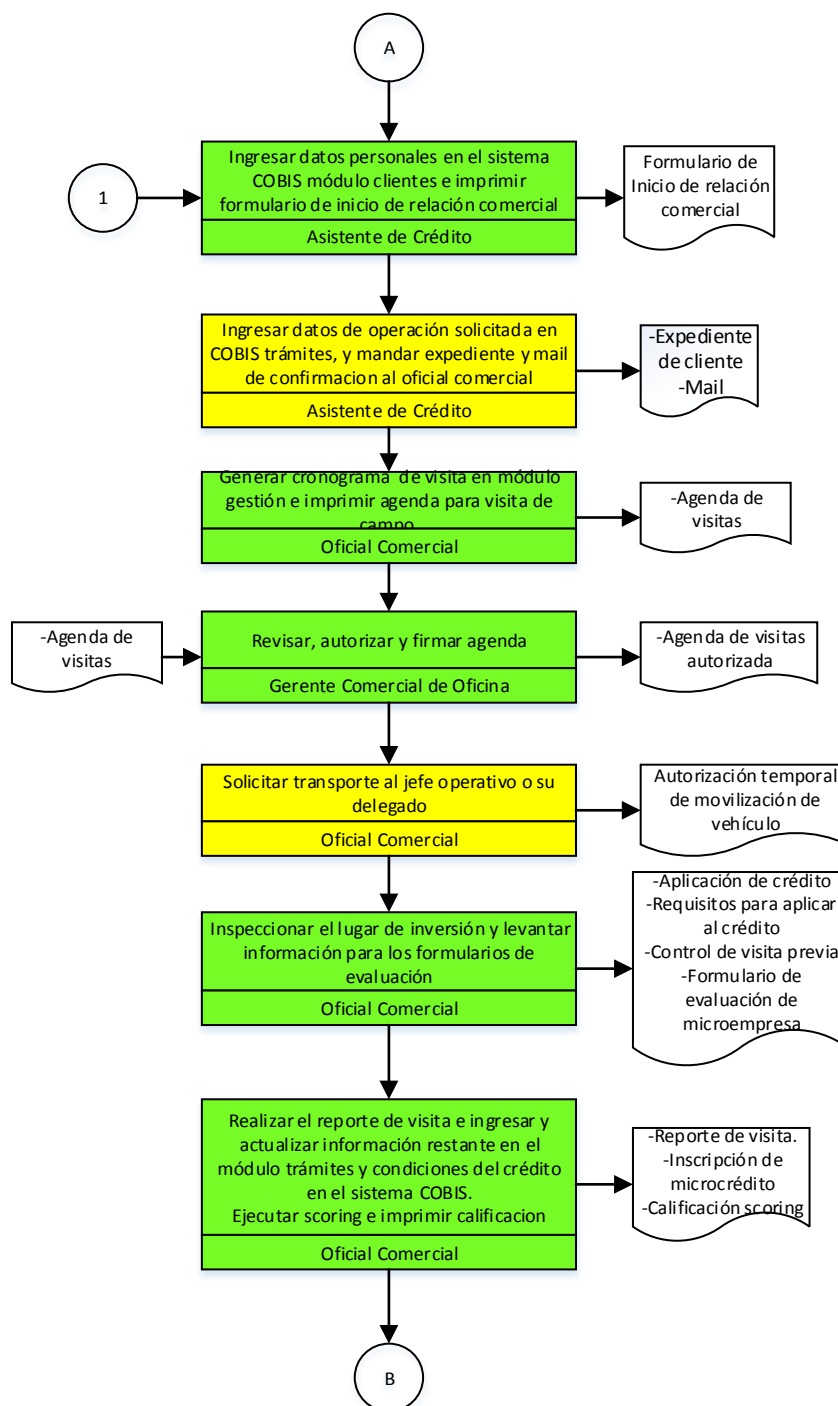 A
Ingresar datos personales en el sistema
COBIS módulo clientes e imprimir
formulario de inicio de relación comercial
Asistente de Crédito
1
Formulario de
Inicio de relación
comercial
Ingresar datos de operación solicitada en
COBIS trámites, y mandar expediente y mail
de confirmacion al oficial comercial
Asistente de Crédito
-Expediente
de cliente
-Mail
Generar cronograma de visita en módulo
gestión e imprimir agenda para visita de
campo
Oficial Comercial
-Agenda de
visitas
-Agenda de
visitas
Revisar, autorizar y firmar agenda
Gerente Comercial de Oficina
-Agenda de visitas
autorizada
Solicitar transporte al jefe operativo o su
delegado
Oficial Comercial
Autorización temporal
de movilización de
vehículo
Inspeccionar el lugar de inversión y levantar
información para los formularios de
evaluación
Oficial Comercial
-Aplicación de crédito
-Requisitos para aplicar
al crédito
-Control de visita previa
-Formulario de
evaluación de
microempresa
Realizar el reporte de visita e ingresar y
actualizar información restante en el
módulo trámites y condiciones del crédito
en el sistema COBIS.
Ejecutar scoring e imprimir calificacion
Oficial Comercial
-Reporte de visita.
-Inscripción de
microcrédito
-Calificación scoring
B